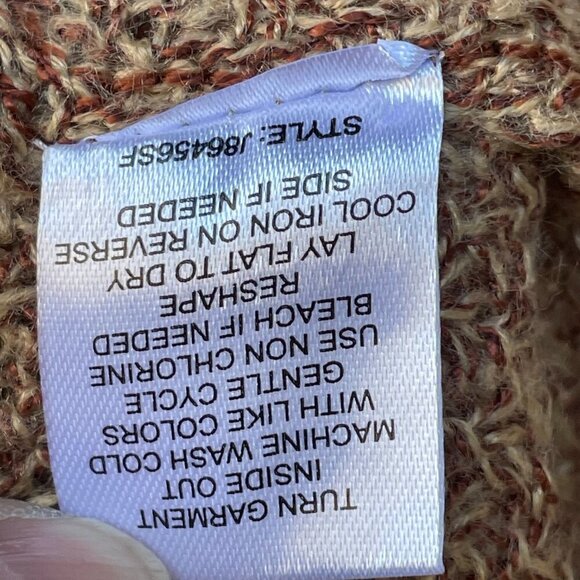 TURN GARMENT
INSIDE OUT
MACHINE WASH COLD
WITH LIKE COLORS
GENTLE CYCLE
USE NON CHLORINE
BLEACH IF NEEDED
RESHAPE
LAY FLAT TO DRY
COOL IRON ON REVERSE
SIDE IF NEEDED
STYLE: J86456SF